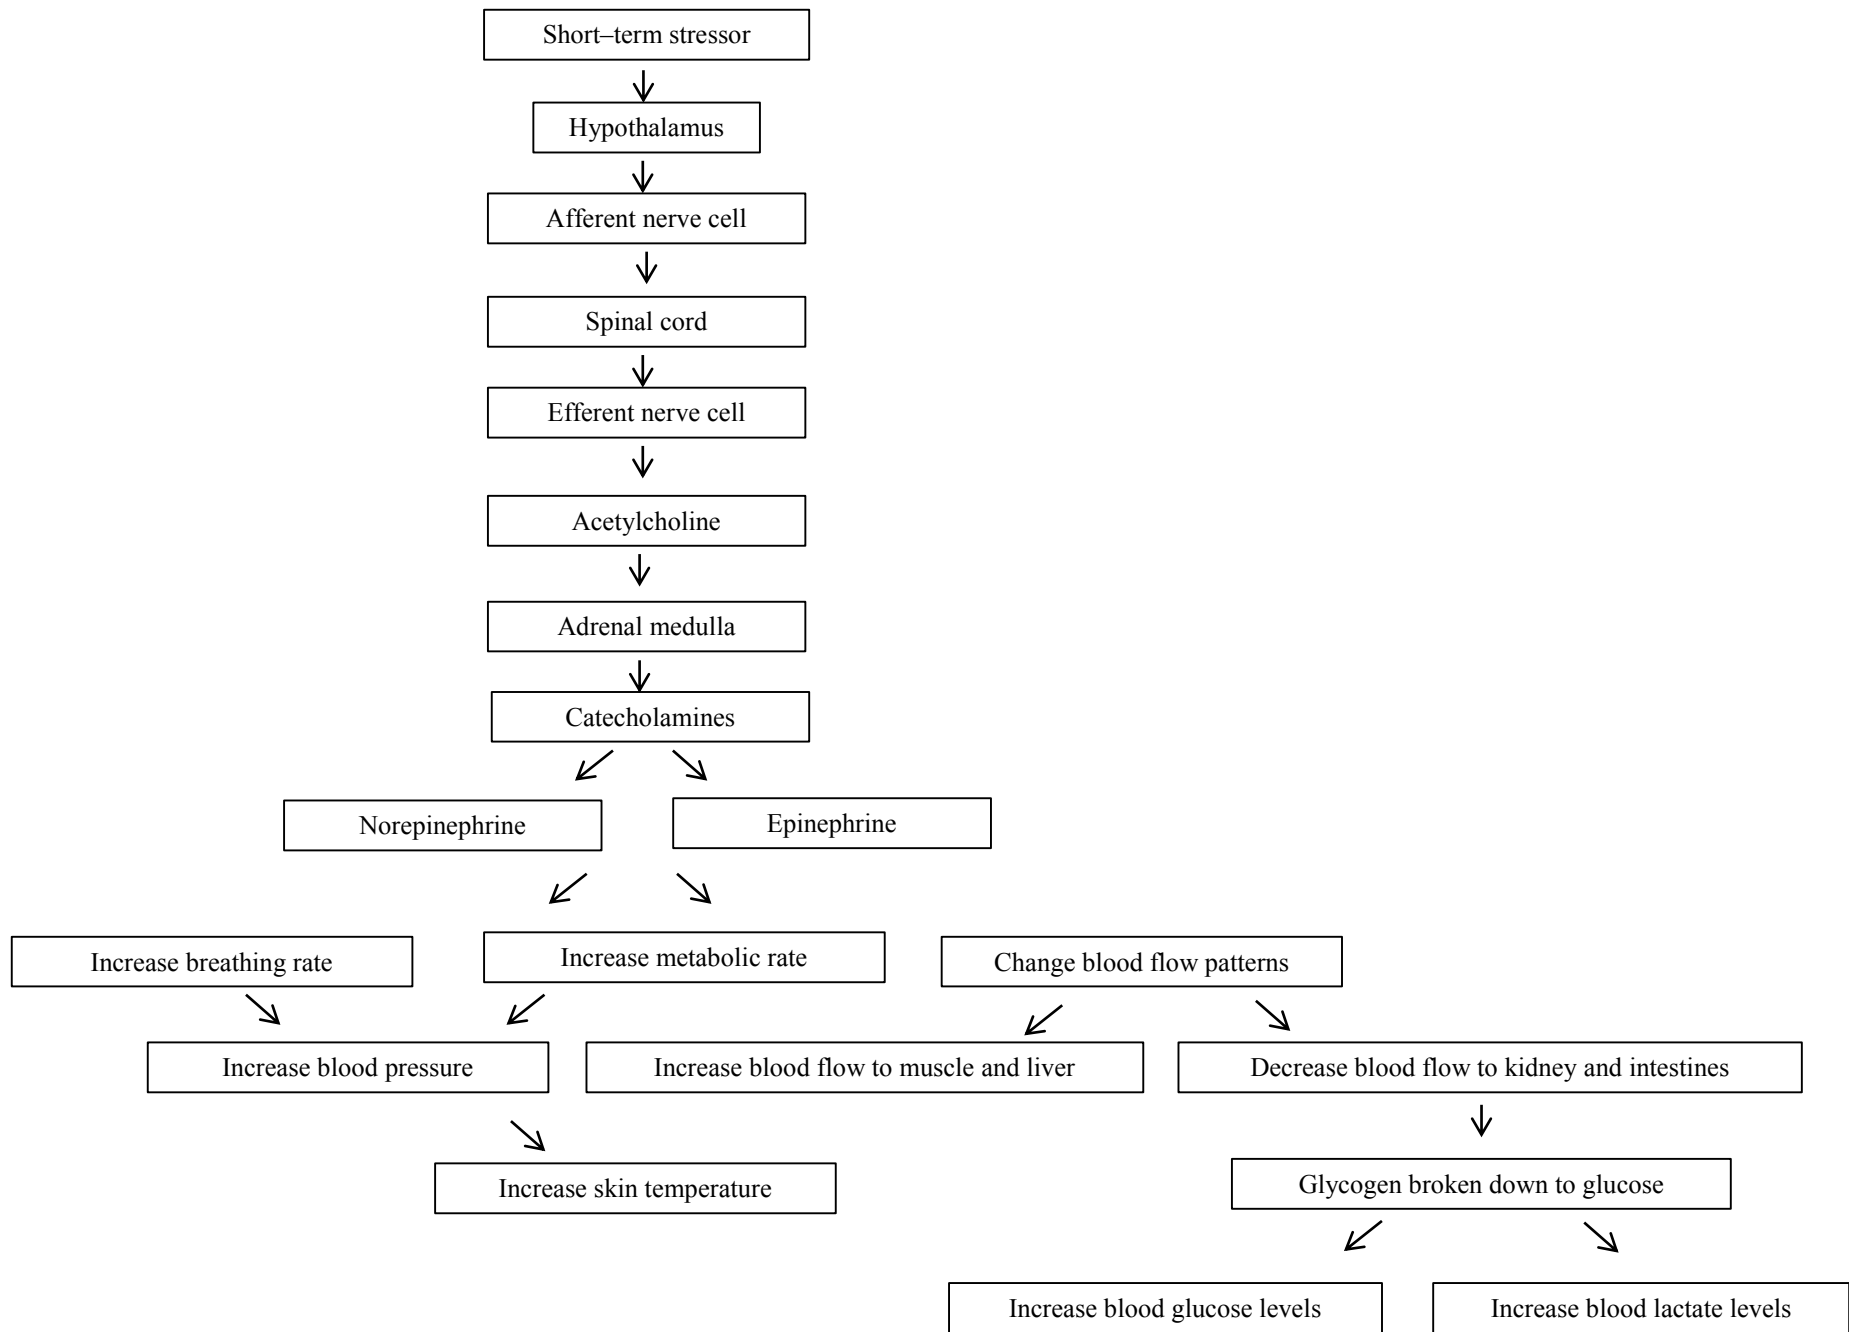 Short–term stressor
Hypothalamus
Afferent nerve cell
Spinal cord
Efferent nerve cell
Acetylcholine
Adrenal medulla
Catecholamines
Norepinephrine
Epinephrine
Increase breathing rate
Increase metabolic rate
Change blood flow patterns
Increase blood pressure
Increase blood flow to muscle and liver
Decrease blood flow to kidney and intestines
Increase skin temperature
Glycogen broken down to glucose
Increase blood glucose levels
Increase blood lactate levels